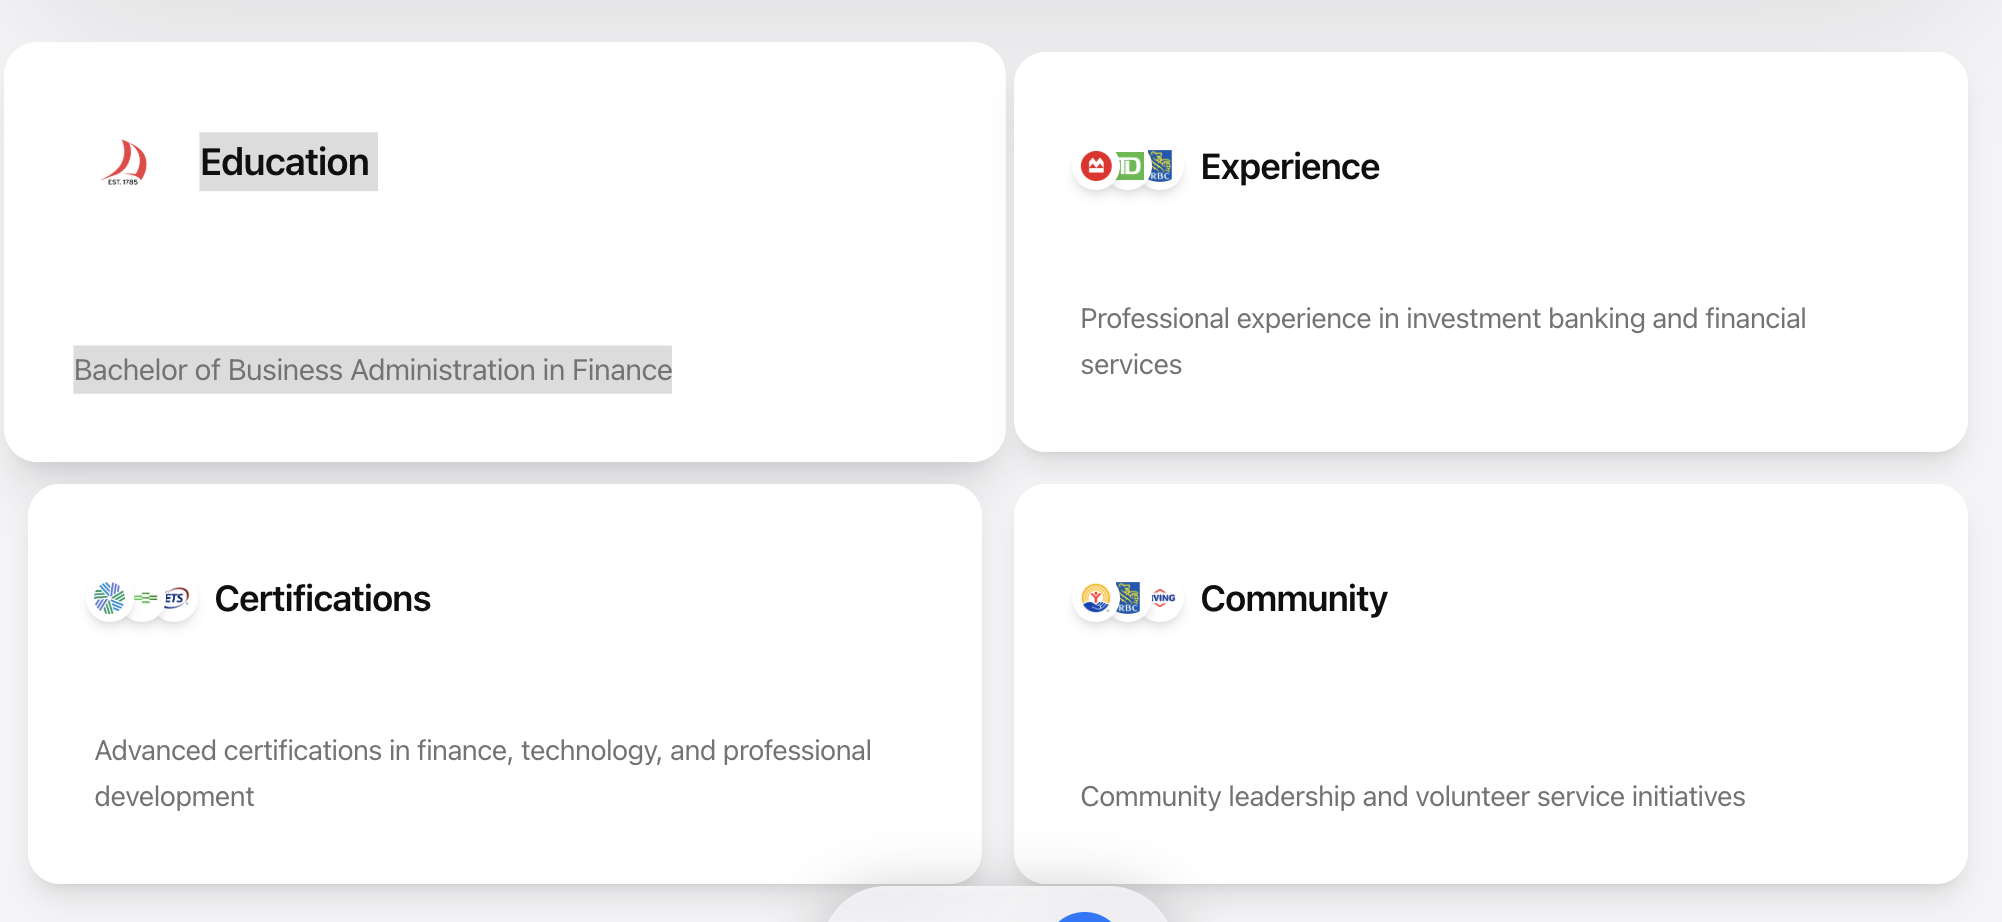 EST. 1785
Education
Bachelor of Business Administration in Finance
TD
RBC
Experience
Professional experience in investment banking and financial
services
ETS
Certifications
Advanced certifications in finance, technology, and professional
development
RBC
VING
Community
Community leadership and volunteer service initiatives